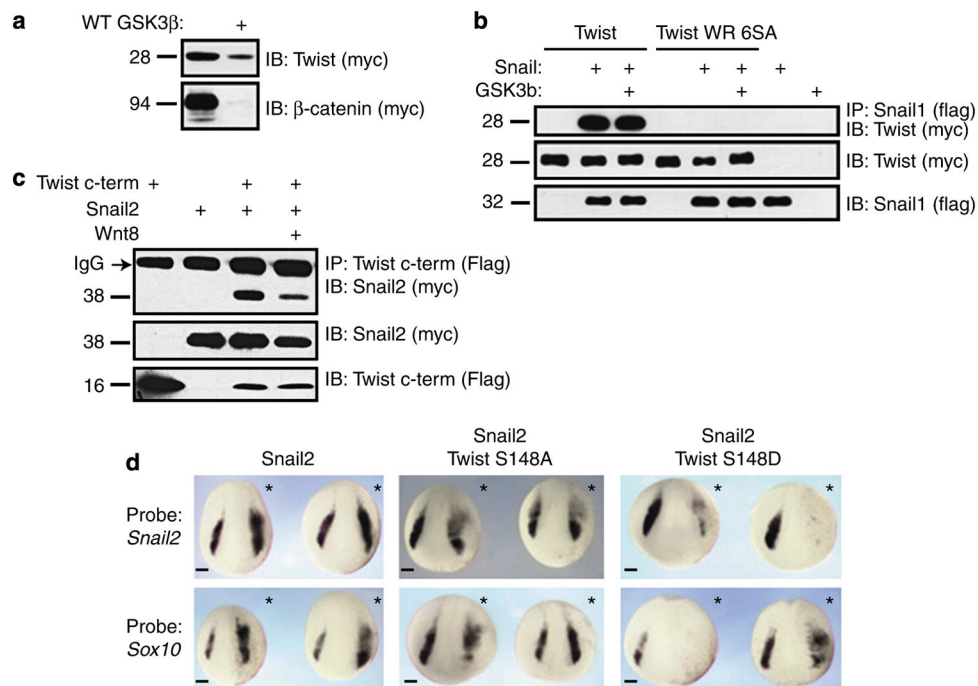 a
WT GSK3β: +
28
IB: Twist (myc)
94
IB: β-catenin (myc)
b
Twist Twist WR 6SA
Snail: + + + + +
GSK3b: + + +
28
IP: Snail1 (flag)
IB: Twist (myc)
28
IB: Twist (myc)
32
IB: Snail1 (flag)
c
Twist c-term + + +
Snail2 + + +
Wnt8 +
IgG
IP: Twist c-term (Flag)
38
IB: Snail2 (myc)
38
IB: Snail2 (myc)
16
IB: Twist c-term (Flag)
d
Snail2
Snail2
Twist S148A
Snail2
Twist S148D
Probe:
Snail2
* * * * * *
Probe:
Sox10
* * * * * *